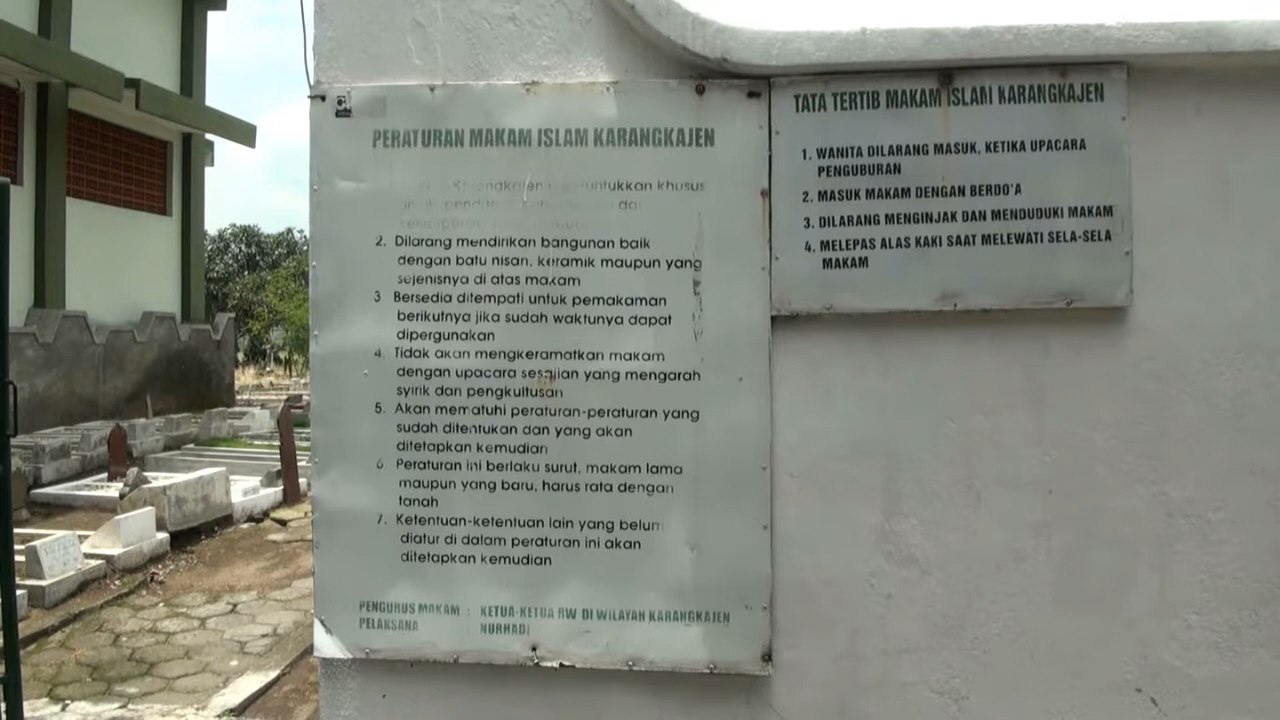 PERATURAN MAKAM ISLAM KARANGKAJEN
khusus
2. Dilarang mendirikan bangunan baik
dengan batu nisan, keramik maupun yang
sejenisnya di atas makam
3 Bersedia ditempati untuk pemakaman
berikutnya jika sudah waktunya dapat
dipergunakan
4. Tidak akan mengkeramatkan makam
dengan upacara sesajian yang mengarah
syirik dan pengkultusan
5. Akan mematuhi peraturan-peraturan yang
sudah ditentukan dan yang akan
ditetapkan kemudian
6. Peraturan ini berlaku surut, makam lama
maupun yang baru, harus rata dengan
tanah
7. Ketentuan-ketentuan lain yang belum
diatur di dalam peraturan ini akan
ditetapkan kemudian
PENGURUS MAKAM : KETUA-KETUA RW DI WILAYAH KARANGKAJEN
PELAKSANA NURHADI
TATA TERTIB MAKAM ISLAM KARANGKAJEN
1. WANITA DILARANG MASUK, KETIKA UPACARA
PENGUBURAN
2. MASUK MAKAM DENGAN BERDO'A
3. DILARANG MENGINJAK DAN MENDUDUKI MAKAM
4. MELEPAS ALAS KAKI SAAT MELEWATI SELA-SELA
MAKAM